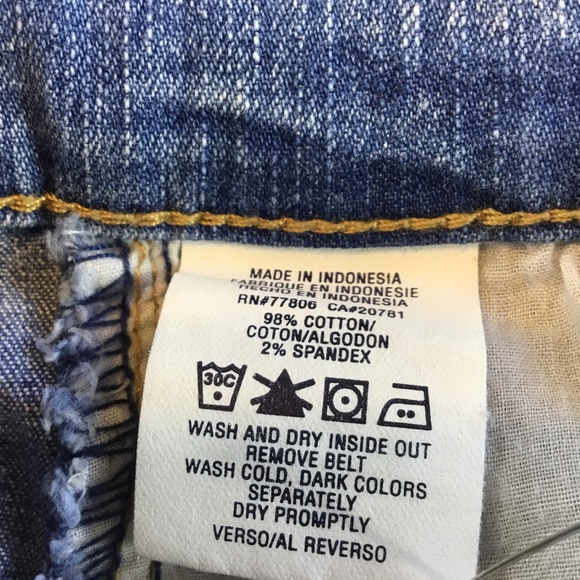 MADE IN INDONESIA
FABRIQUE EN INDONESIE
HECHO EN INDONESIA
RN#77806 CA#20781
98% COTTON/
COTON/ALGODON
2% SPANDEX
30C
WASH AND DRY INSIDE OUT
REMOVE BELT
WASH COLD, DARK COLORS
SEPARATELY
DRY PROMPTLY
VERSO/AL REVERSO